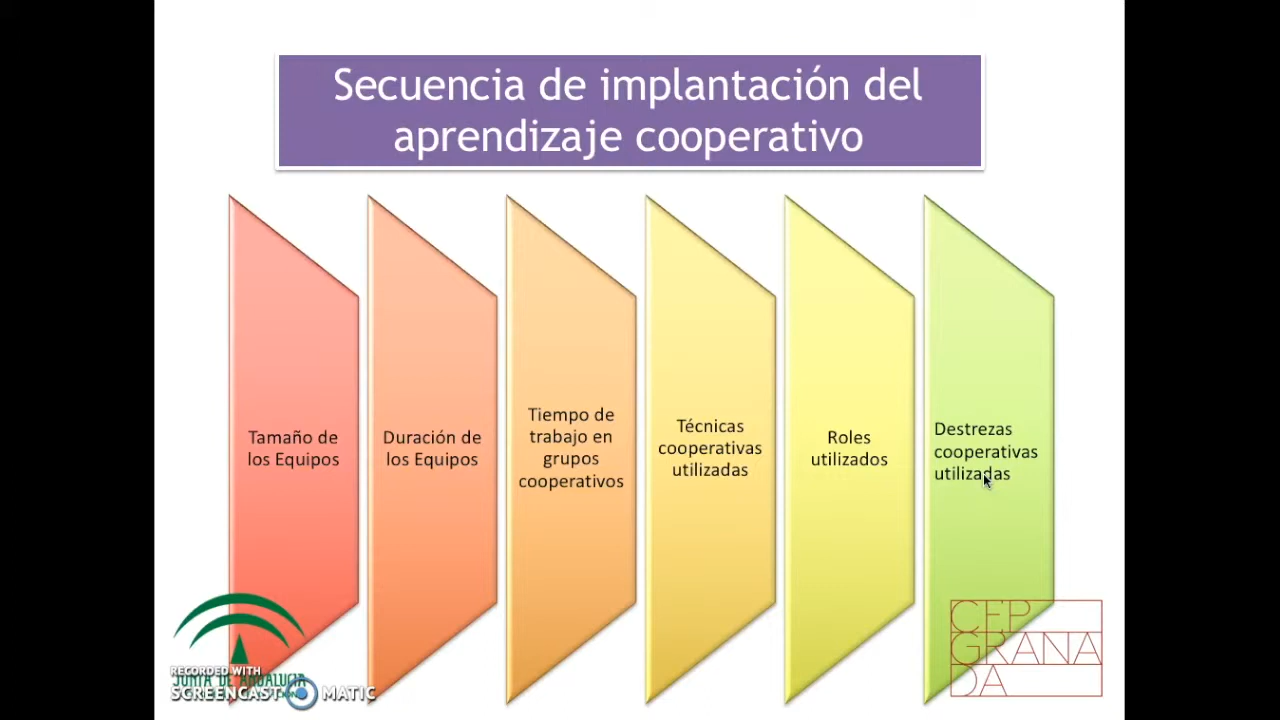 Secuencia de implantación del
aprendizaje cooperativo
Tamaño de
los Equipos
Duración de
los Equipos
Tiempo de
trabajo en
grupos
cooperativos
Técnicas
cooperativas
utilizadas
Roles
utilizados
Destrezas
cooperativas
utilizadas
JUNTA DE ANDALUCIA
RECORDED WITH
SCREENCAST MATIC
CEP
GRANA
DA